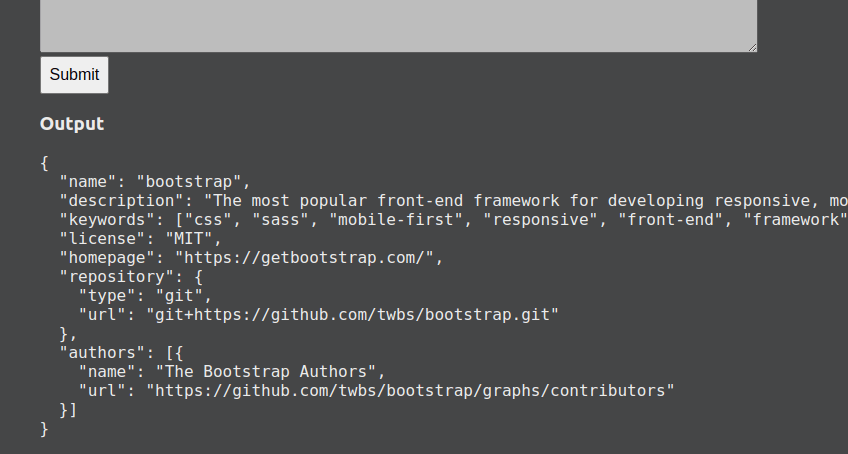 Submit
Output
{
  "name": "bootstrap",
  "description": "The most popular front-end framework for developing responsive,
  "keywords": ["css", "sass", "mobile-first", "responsive", "front-end", "framework"
  "license": "MIT",
  "homepage": "https://getbootstrap.com/",
  "repository": {
    "type": "git",
    "url": "git+https://github.com/twbs/bootstrap.git"
  },
  "authors": [{
    "name": "The Bootstrap Authors",
    "url": "https://github.com/twbs/bootstrap/graphs/contributors"
  }]
}